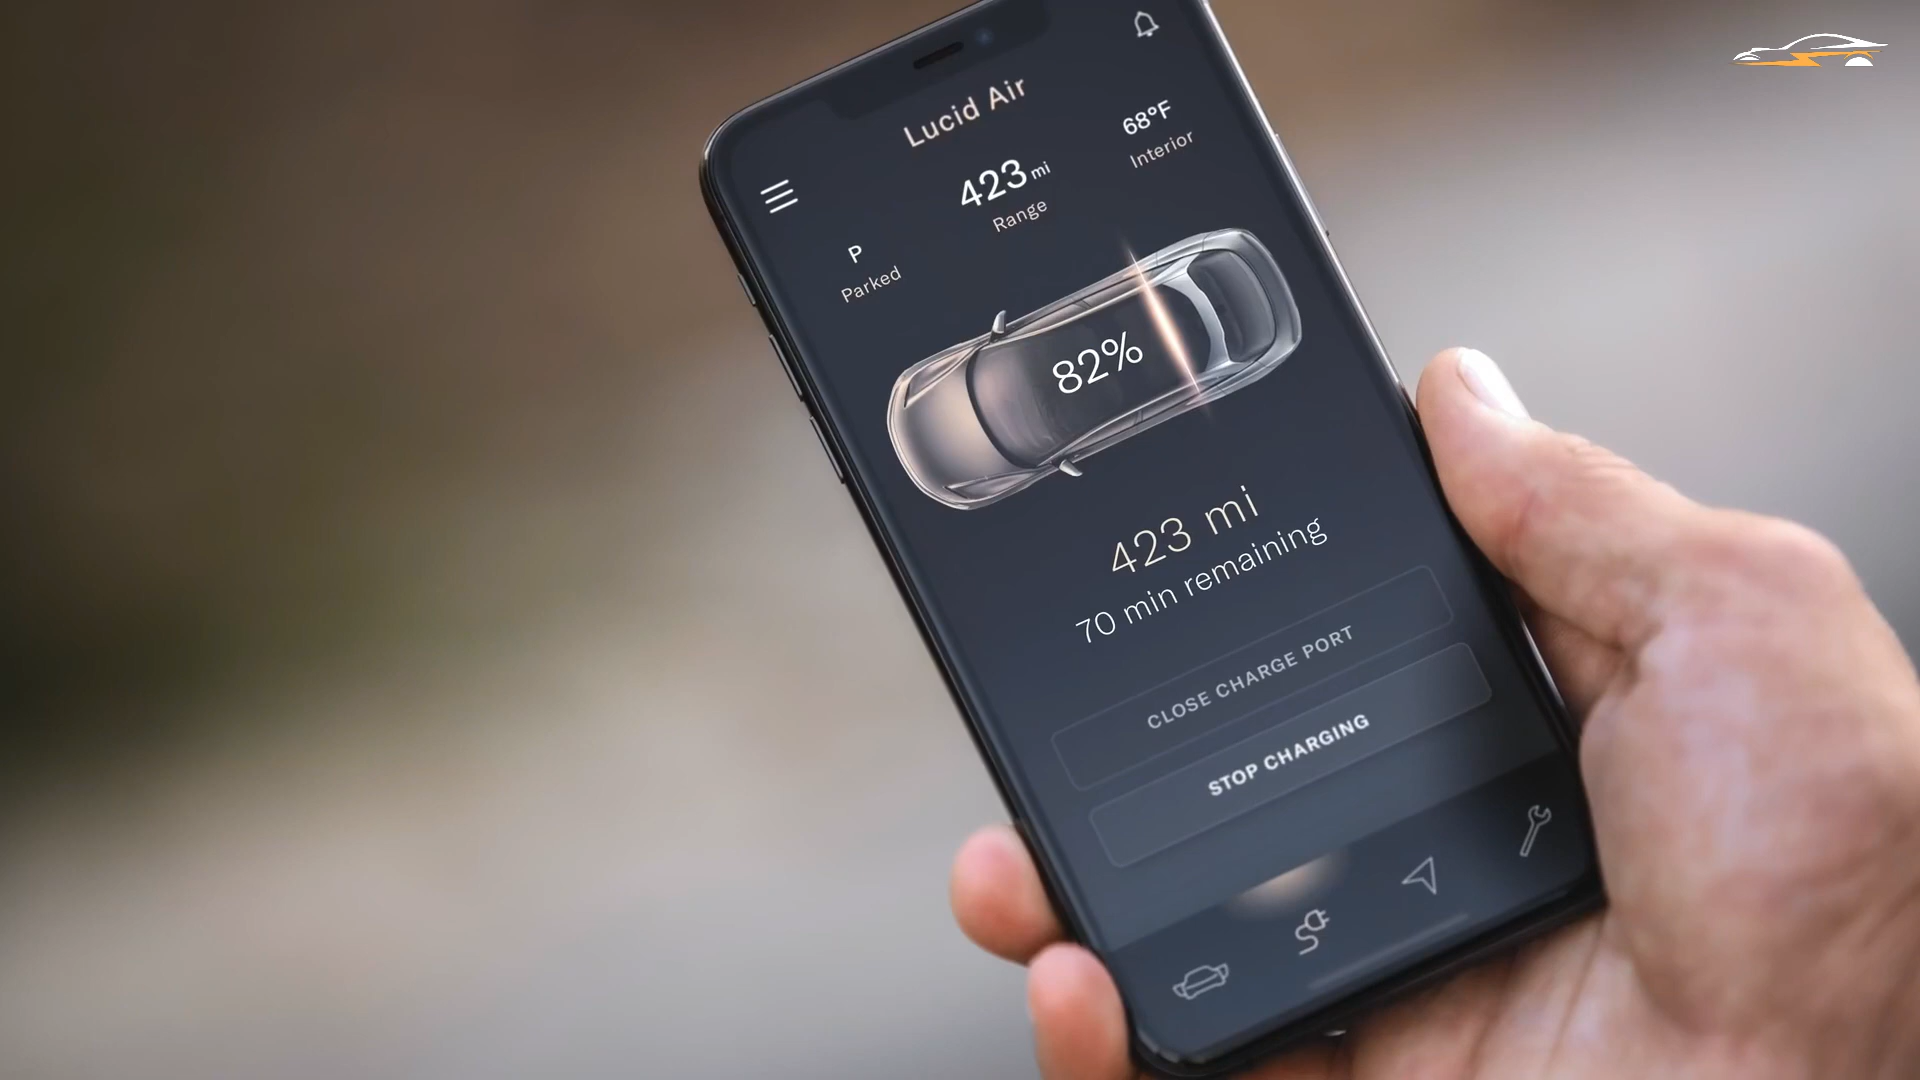 Lucid Air
423 mi
Range
68°F
Interior
P
Parked
82%
423 mi
70 min remaining
CLOSE CHARGE PORT
STOP CHARGING